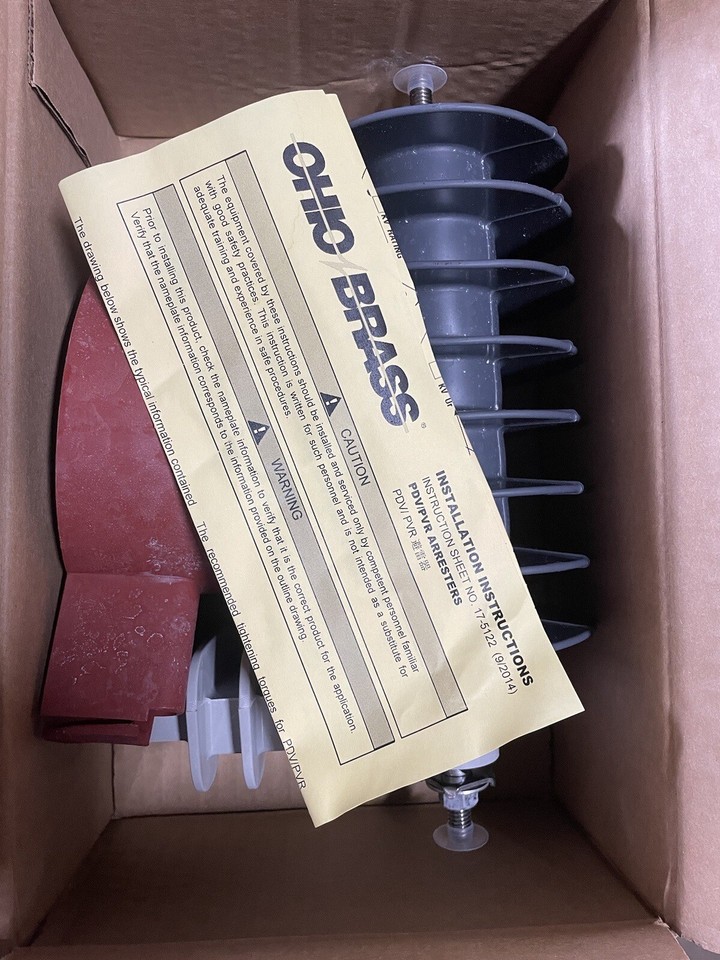 OHIO BRASS®
INSTALLATION INSTRUCTIONS
INSTRUCTION SHEET NO. 17-5122 (9/2014)
PDV/PVR ARRESTERS
PDV/ PVR 避雷器
CAUTION
The equipment covered by these instructions should be installed and serviced only by competent personnel familiar
with good safety practices. This instruction is written for such personnel and is not intended as a substitute for
adequate training and experience in safe procedures.
WARNING
Prior to installing this product, check the nameplate information to verify that it is the correct product for the application.
Verify that the nameplate information corresponds to the information provided on the outline drawing.
The drawing below shows the typical information contained
The recommended tightening torques for PDV/PVR
KV RATING
KV Ur